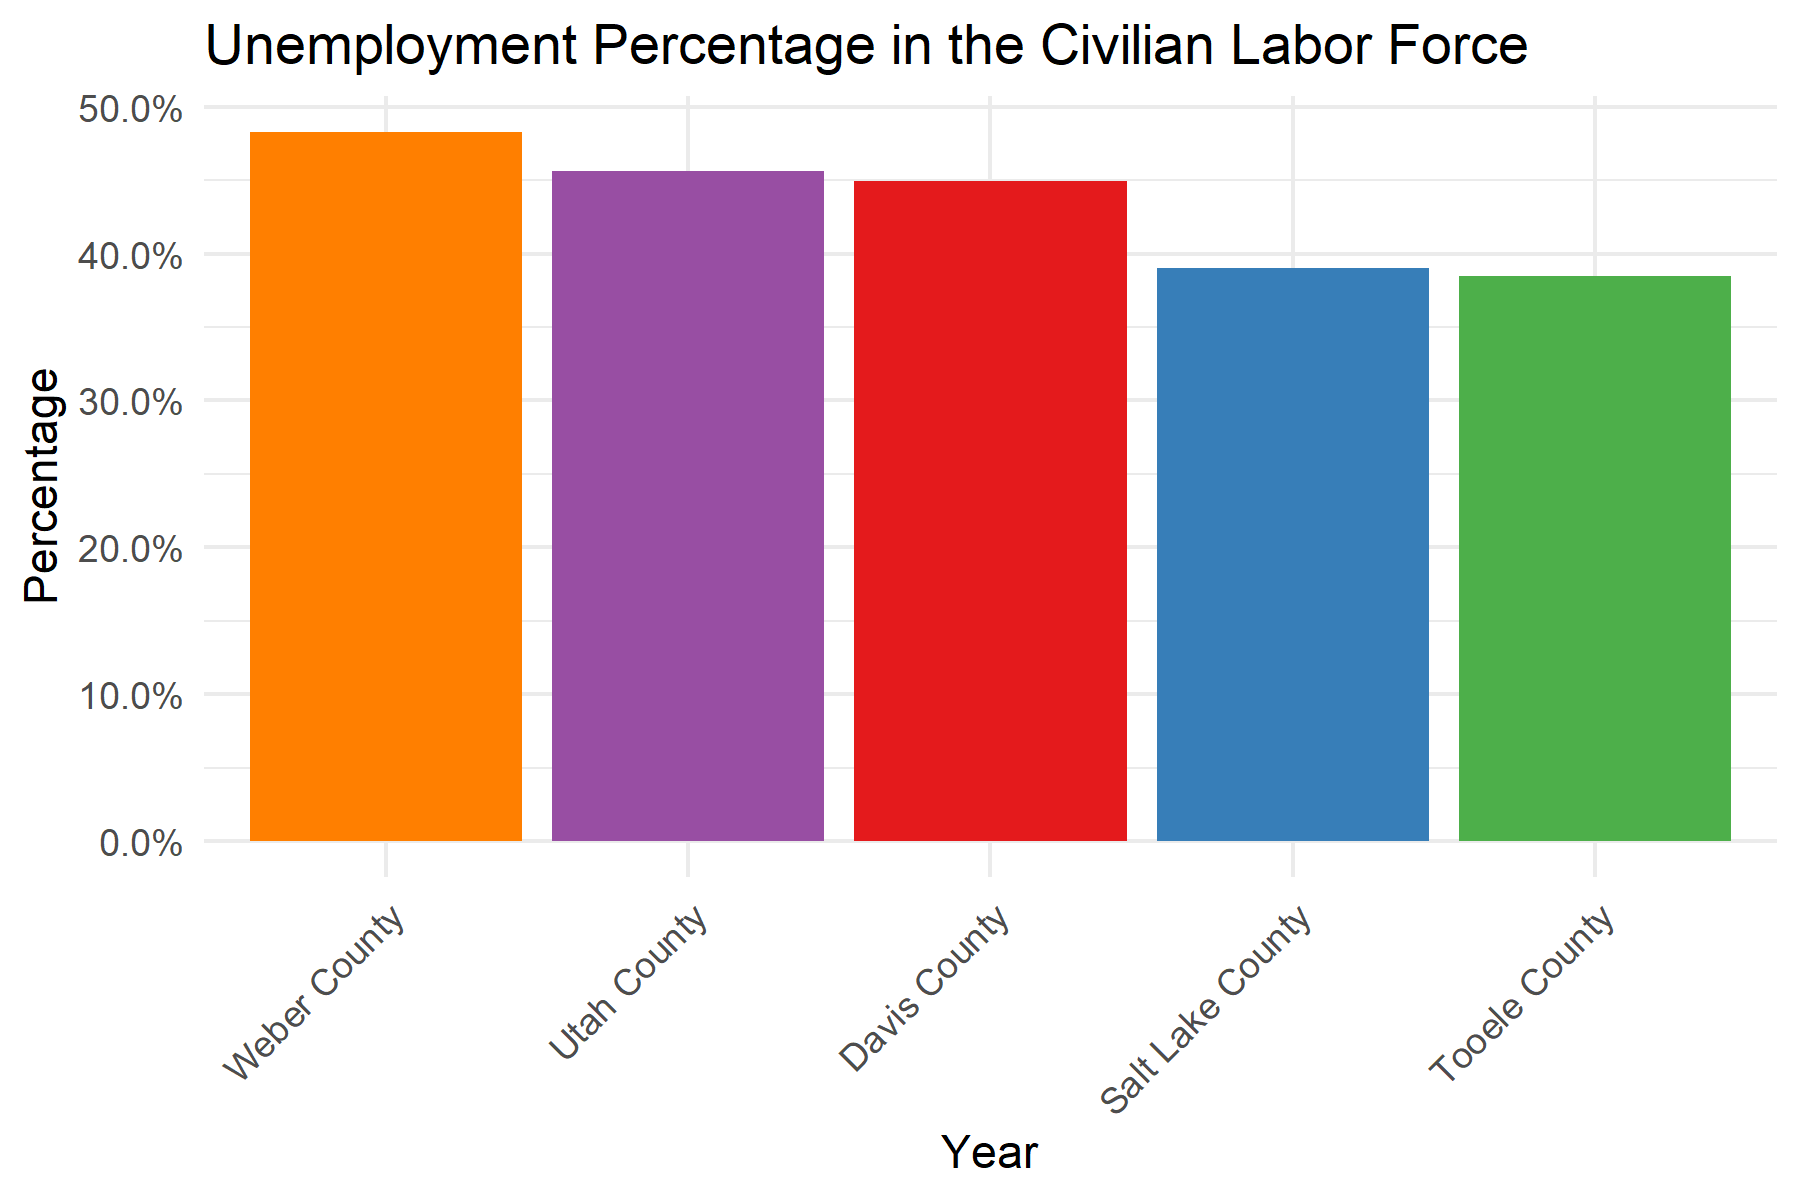 Unemployment Percentage in the Civilian Labor Force
Percentage
50.0%
40.0%
30.0%
20.0%
10.0%
0.0%
Weber County
Utah County
Davis County
Salt Lake County
Tooele County
Year